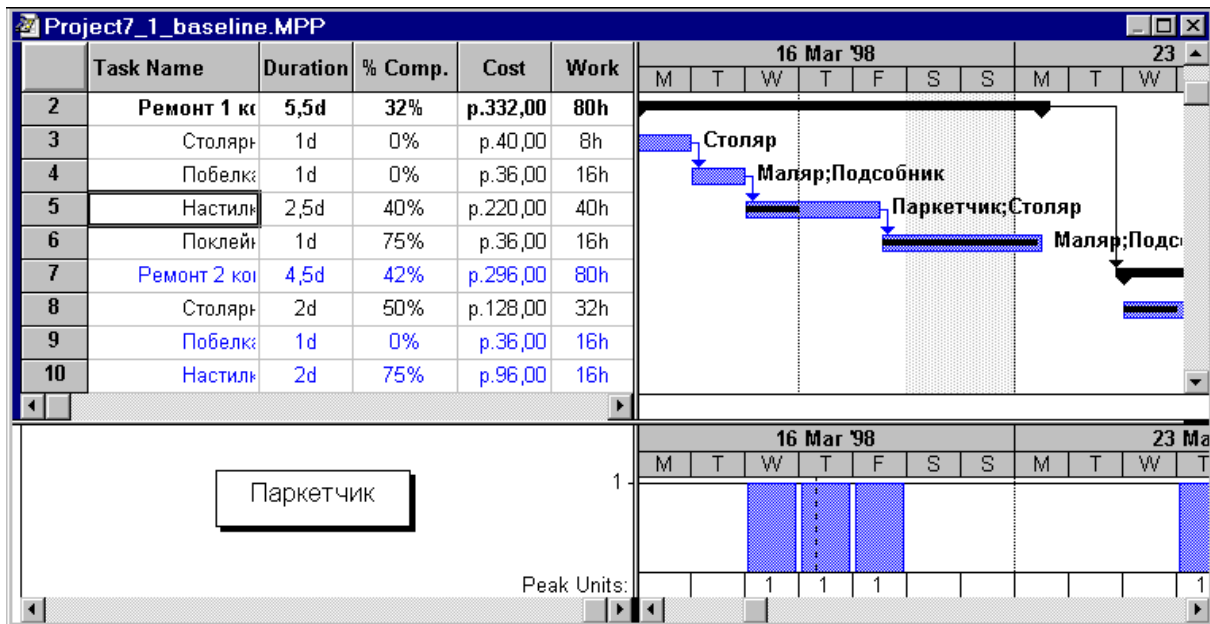 Project7_1_baseline.MPP
Task Name Duration % Comp. Cost Work
2 Ремонт 1 ко 5,5d 32% р.332,00 80h
3 Столярн 1d 0% р.40,00 8h
4 Побелка 1d 0% р.36,00 16h
5 Настилк 2,5d 40% р.220,00 40h
6 Поклейн 1d 75% р.36,00 16h
7 Ремонт 2 ком 4,5d 42% р.296,00 80h
8 Столярн 2d 50% р.128,00 32h
9 Побелка 1d 0% р.36,00 16h
10 Настилк 2d 75% р.96,00 16h
16 Mar '98 23
M T W T F S S M T W
Столяр
Маляр;Подсобник
Паркетчик;Столяр
Маляр;Подс
Паркетчик
1
Peak Units:
16 Mar '98 23 Ma
M T W T F S S M T W T
1 1 1 1